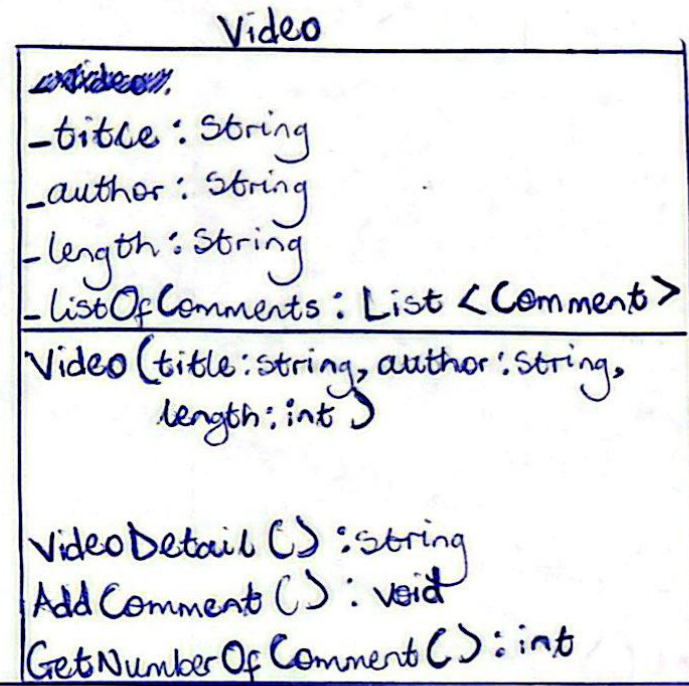 Video
_title : String
_author : String
_length : String
_listOfComments : List <Comment>
Video (title : string, author : string,
length : int )
VideoDetail () : string
AddComment () : void
GetNumberOfComment () : int